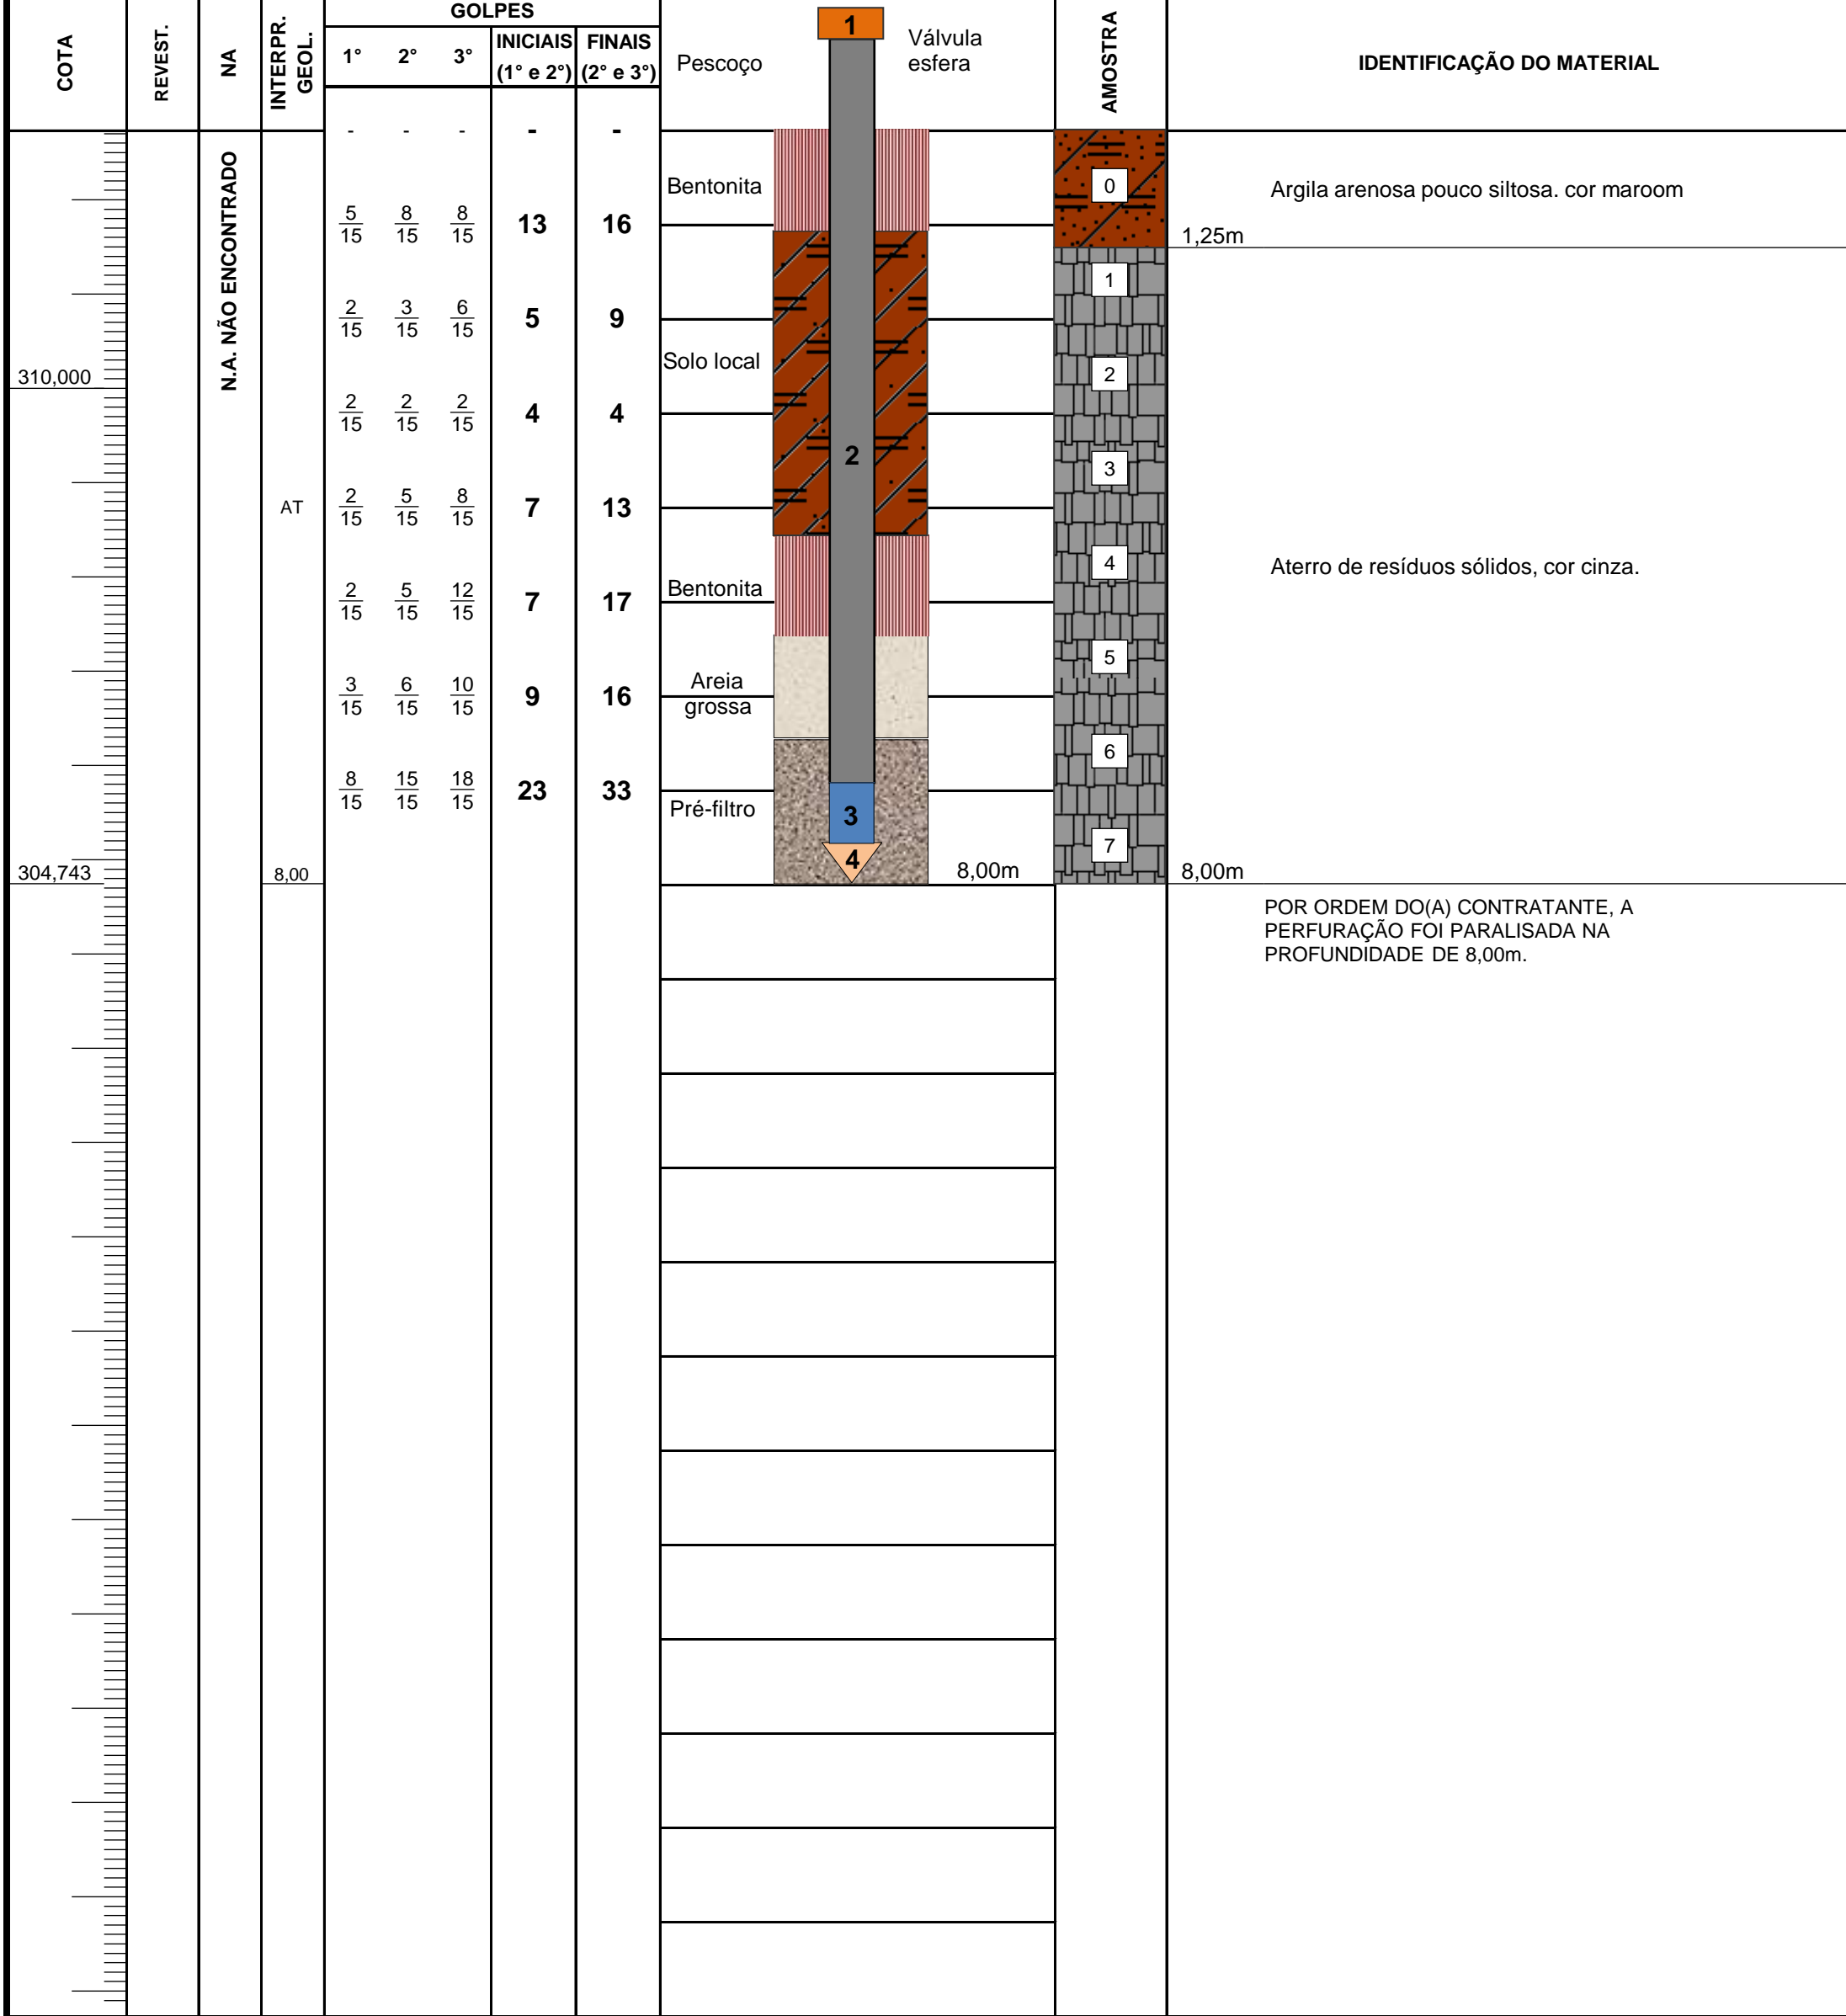 COTA
REVEST.
NA
INTERPR.
GEOL.
GOLPES
1° 2° 3°
INICIAIS
(1° e 2°)
FINAIS
(2° e 3°)
Pescoço
1
Válvula
esfera
AMOSTRA
IDENTIFICAÇÃO DO MATERIAL
- - - - -
N.A. NÃO ENCONTRADO
Bentonita
0
Argila arenosa pouco siltosa. cor maroom
5 8 8
15 15 15
13 16
1,25m
1
2 3 6
15 15 15
5 9
Solo local
310,000
2
2 2 2
15 15 15
4 4
2
3
AT
2 5 8
15 15 15
7 13
4
Aterro de resíduos sólidos, cor cinza.
2 5 12
15 15 15
7 17
Bentonita
5
3 6 10
15 15 15
9 16
Areia
grossa
6
8 15 18
15 15 15
23 33
Pré-filtro
3
7
4
304,743
8,00
8,00m
8,00m
POR ORDEM DO(A) CONTRATANTE, A
PERFURAÇÃO FOI PARALISADA NA
PROFUNDIDADE DE 8,00m.